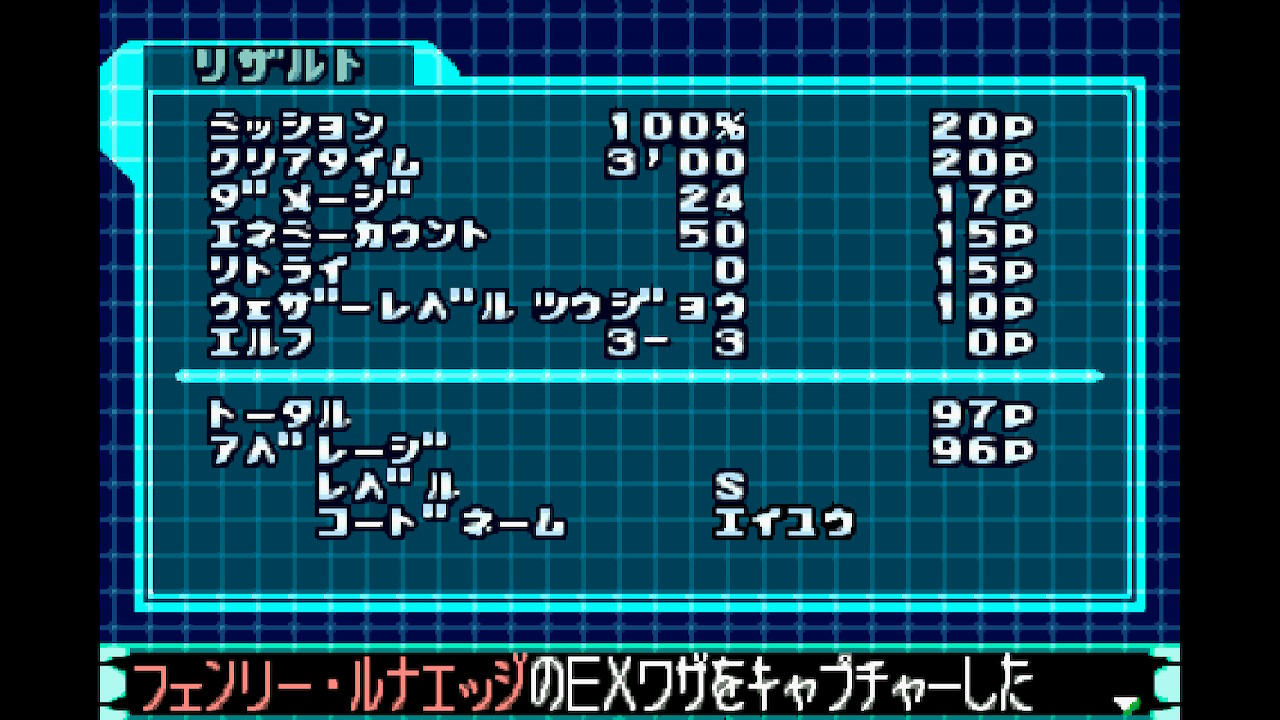 リザルト
ミッション 100% 20P
クリアタイム 3'00 20P
ダメージ 24 17P
エネミーカウント 50 15P
リトライ 0 15P
ウェザーレベル ツウジョウ 10P
エルフ 3- 3 0P
トータル 97P
アベレージ 96P
レベル S
コードネーム エイユウ
フェンリー・ルナエッジのEXワザをキャプチャーした